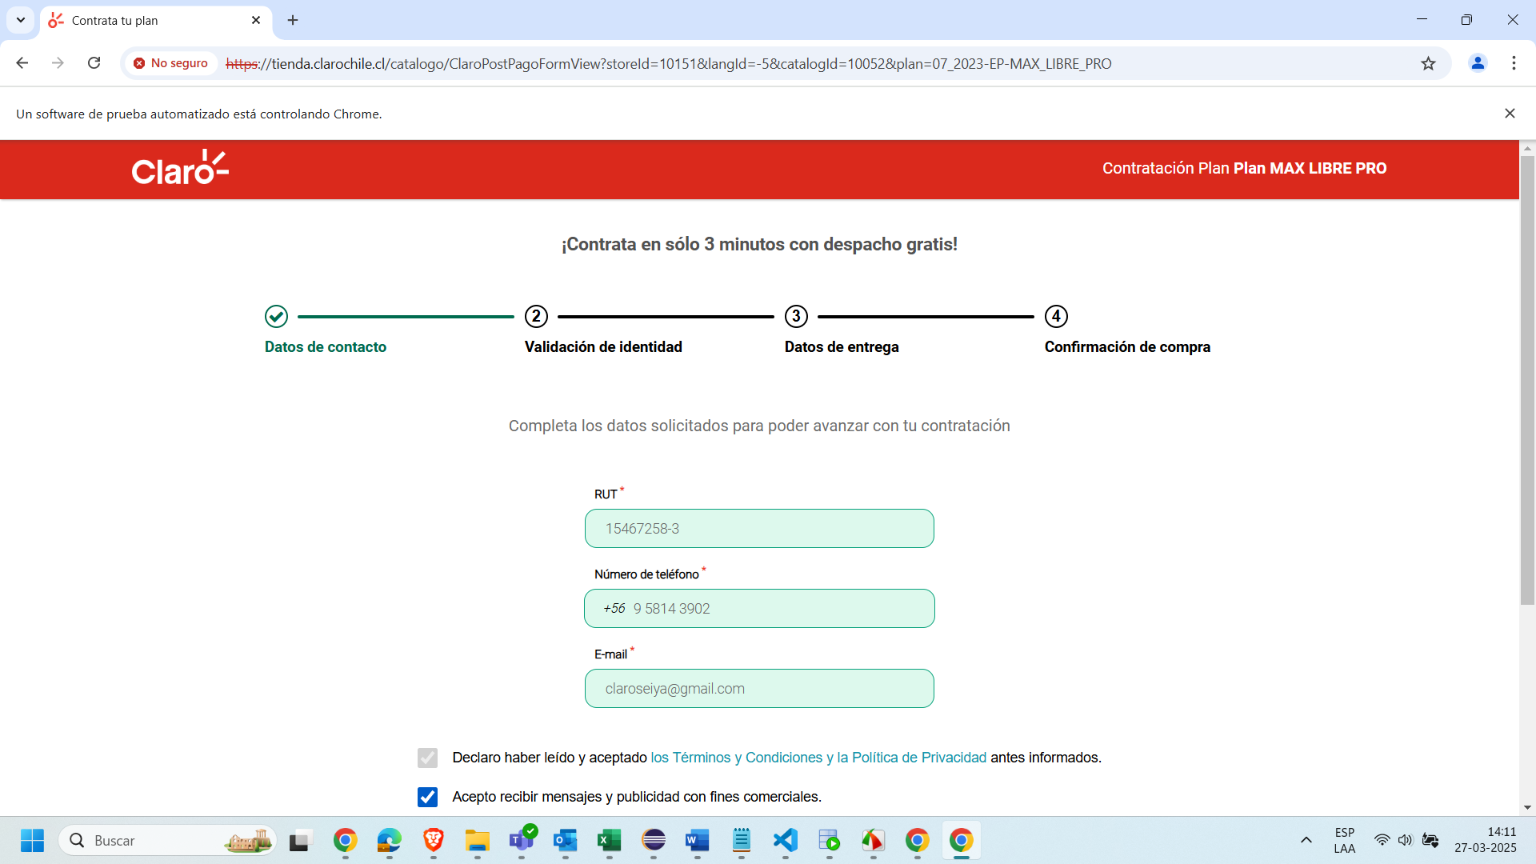 Contrata tu plan
No seguro
https://tienda.clarochile.cl/catalogo/ClaroPostPagoFormView?storeId=10151&langId=-5&catalogId=10052&plan=07_2023-EP-MAX_LIBRE_PRO
Un software de prueba automatizado está controlando Chrome.
Claro
Contratación Plan Plan MAX LIBRE PRO
¡Contrata en sólo 3 minutos con despacho gratis!
2 3 4
Datos de contacto Validación de identidad Datos de entrega Confirmación de compra
Completa los datos solicitados para poder avanzar con tu contratación
RUT *
15467258-3
Número de teléfono *
+56 9 5814 3902
E-mail *
claroseiya@gmail.com
Declaro haber leído y aceptado los Términos y Condiciones y la Política de Privacidad antes informados.
Acepto recibir mensajes y publicidad con fines comerciales.
Buscar
ESP
LAA
14:11
27-03-2025